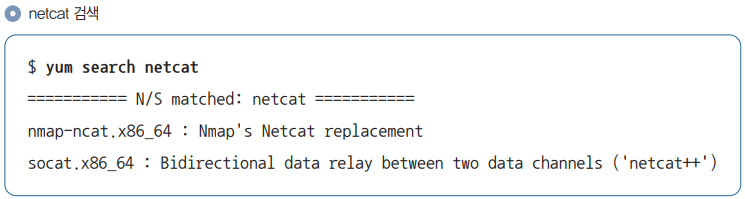 netcat 검색
$ yum search netcat
=========== N/S matched: netcat ===========
nmap-ncat.x86_64 : Nmap's Netcat replacement
socat.x86_64 : Bidirectional data relay between two data channels ('netcat++')